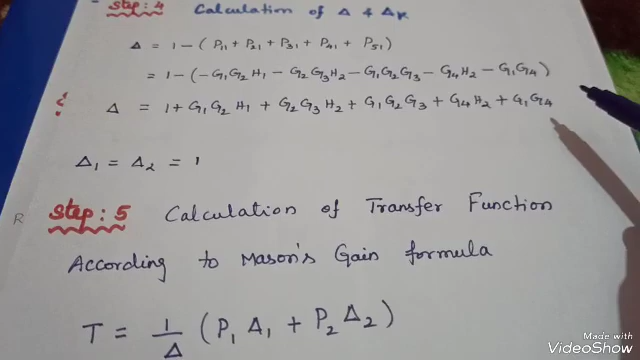 Step: 4 Calculation of Δ & ΔK
Δ = 1 - (P11 + P21 + P31 + P41 + P51)
= 1 - (-G1G2H1 - G2G3H2 - G1G2G3 - G4H2 - G1G4)
Δ = 1 + G1G2H1 + G2G3H2 + G1G2G3 + G4H2 + G1G4
Δ1 = Δ2 = 1
R
Step: 5 Calculation of Transfer Function
According to Mason's Gain formula
T = 1/Δ (P1Δ1 + P2Δ2)
Made with
VideoShow